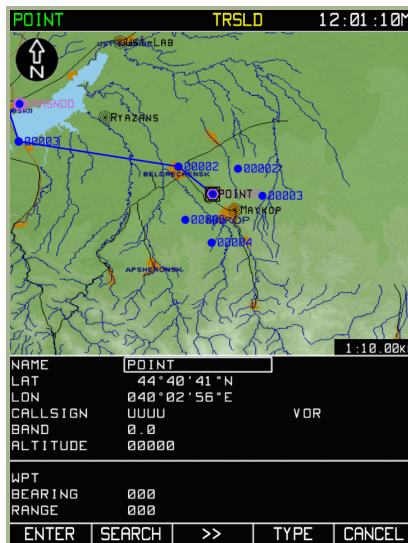 POINT TRSLD 12:01:10M
UST-LAB
N
RYAZANS
00003
00002
00002
BELORECHENSK
POINT
00003
MAYKOP
00004
APSHERONSK
1:10.00км
NAME POINT
LAT 44°40'41"N
LON 040°02'56"E
CALLSIGN UUUU VOR
BAND 0.0
ALTITUDE 00000
WPT
BEARING 000
RANGE 000
ENTER SEARCH >> TYPE CANCEL